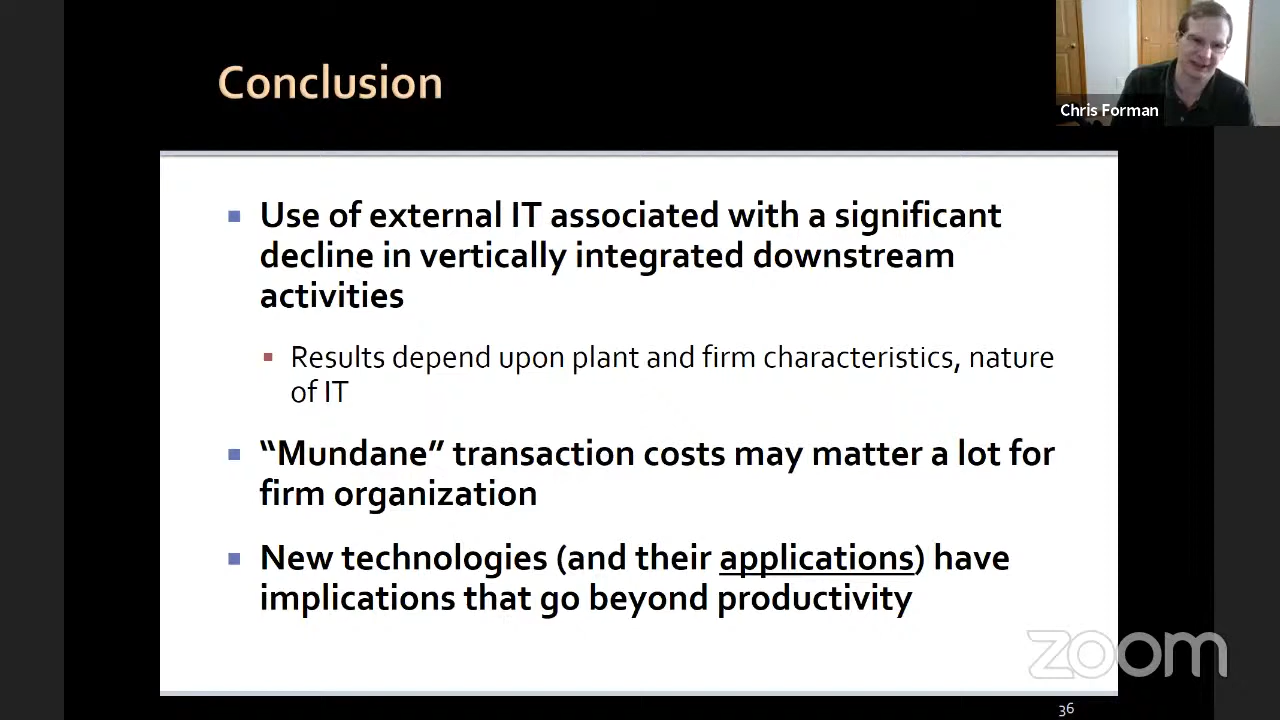 Conclusion
Chris Forman
Use of external IT associated with a significant
decline in vertically integrated downstream
activities
Results depend upon plant and firm characteristics, nature
of IT
“Mundane” transaction costs may matter a lot for
firm organization
New technologies (and their applications) have
implications that go beyond productivity
zoom
36